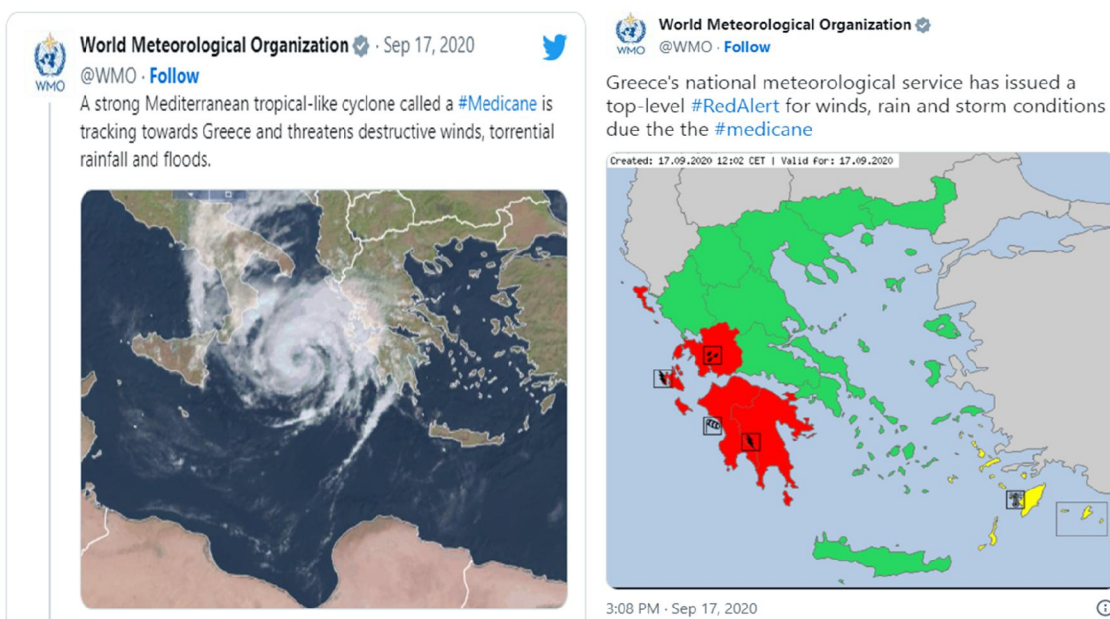 World Meteorological Organization · Sep 17, 2020
@WMO · Follow
WMO
A strong Mediterranean tropical-like cyclone called a #Medicane is
tracking towards Greece and threatens destructive winds, torrential
rainfall and floods.
World Meteorological Organization
@WMO · Follow
WMO
Greece's national meteorological service has issued a
top-level #RedAlert for winds, rain and storm conditions
due the the #medicane
Created: 17.09.2020 12:02 CET | Valid for: 17.09.2020
3:08 PM · Sep 17, 2020